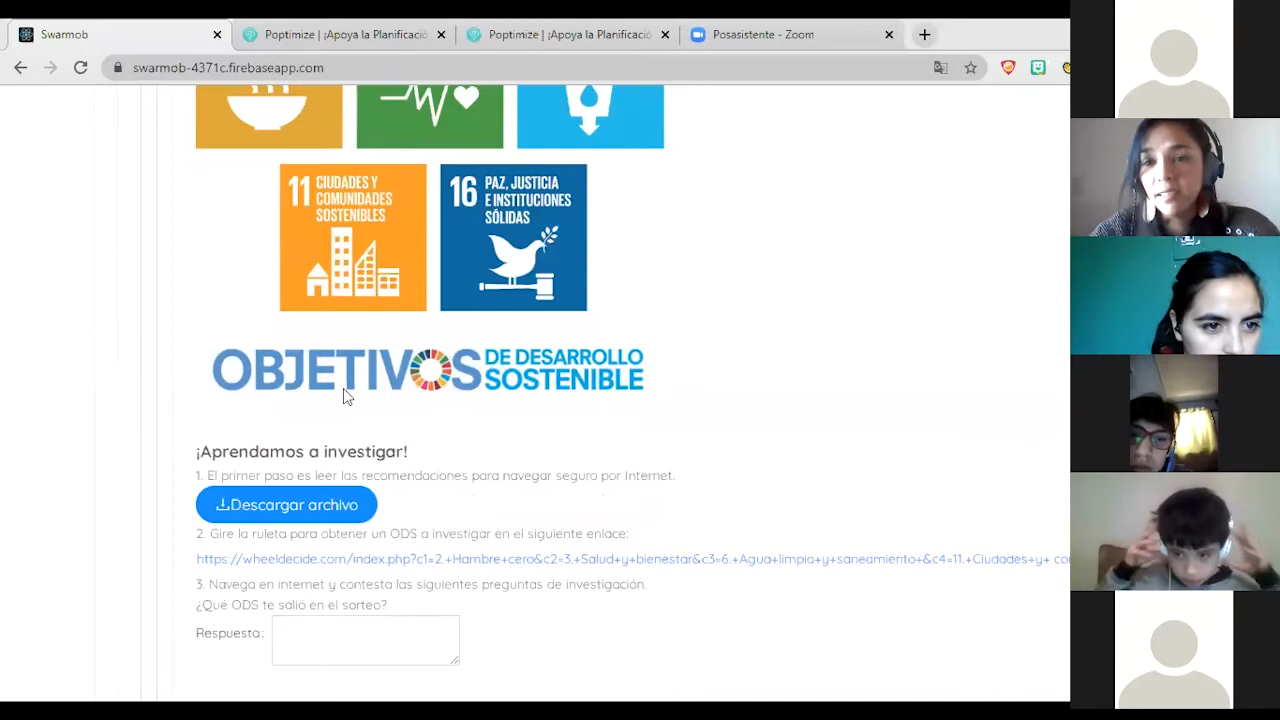 Swarmob
Poptimize | ¡Apoya la Planificació
Poptimize | ¡Apoya la Planificació
Posasistente - Zoom
swarmob-4371c.firebaseapp.com
11 CIUDADES Y
COMUNIDADES
SOSTENIBLES
16 PAZ, JUSTICIA
E INSTITUCIONES
SÓLIDAS
OBJETIVOS DE DESARROLLO
SOSTENIBLE
¡Aprendamos a investigar!
1. El primer paso es leer las recomendaciones para navegar seguro por Internet.
Descargar archivo
2. Gire la ruleta para obtener un ODS a investigar en el siguiente enlace:
https://wheeldecide.com/index.php?c1=2.+Hambre+cero&c2=3.+Salud+y+bienestar&c3=6.+Agua+limpia+y+saneamiento+&c4=11.+Ciudades+y+ co
3. Navega en internet y contesta las siguientes preguntas de investigación.
¿Qué ODS te salió en el sorteo?
Respuesta: